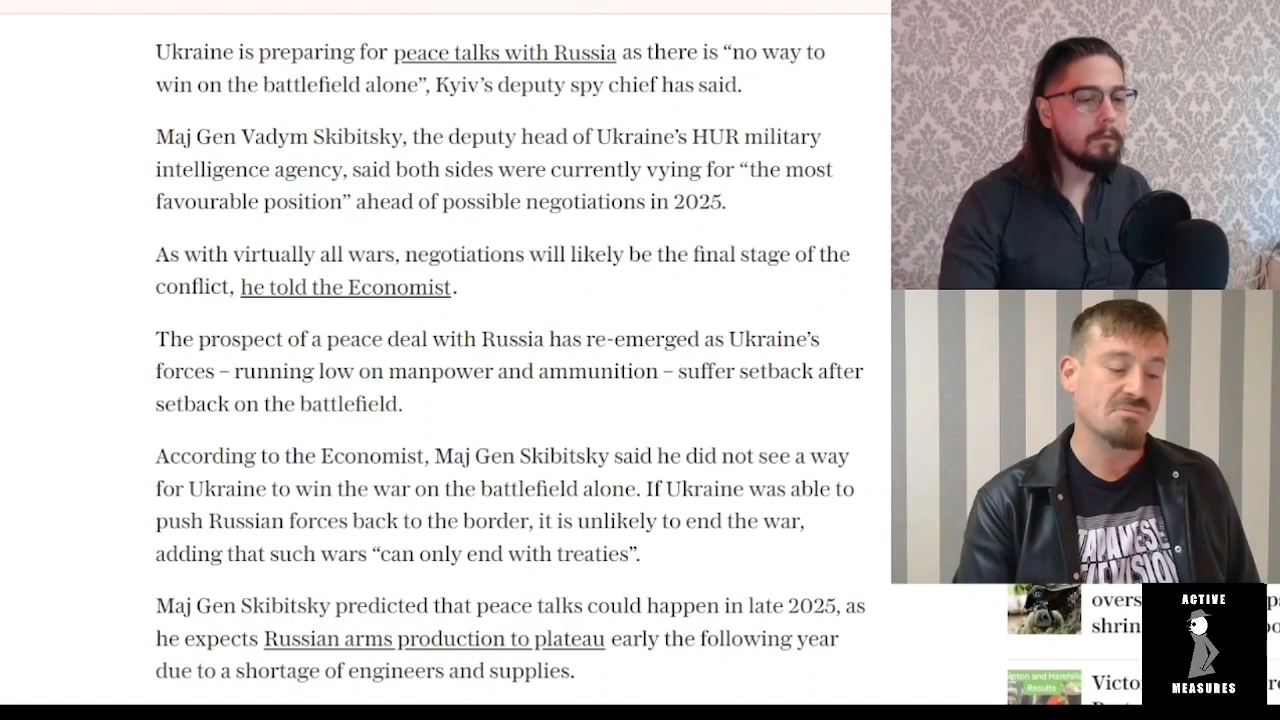 Ukraine is preparing for peace talks with Russia as there is “no way to
win on the battlefield alone”, Kyiv’s deputy spy chief has said.
Maj Gen Vadym Skibitsky, the deputy head of Ukraine’s HUR military
intelligence agency, said both sides were currently vying for “the most
favourable position” ahead of possible negotiations in 2025.
As with virtually all wars, negotiations will likely be the final stage of the
conflict, he told the Economist.
The prospect of a peace deal with Russia has re-emerged as Ukraine’s
forces – running low on manpower and ammunition – suffer setback after
setback on the battlefield.
According to the Economist, Maj Gen Skibitsky said he did not see a way
for Ukraine to win the war on the battlefield alone. If Ukraine was able to
push Russian forces back to the border, it is unlikely to end the war,
adding that such wars “can only end with treaties”.
Maj Gen Skibitsky predicted that peace talks could happen in late 2025, as
he expects Russian arms production to plateau early the following year
due to a shortage of engineers and supplies.
JAPANESE
TELEVISION
overs
shrin
Results
Victo
ACTIVE
MEASURES